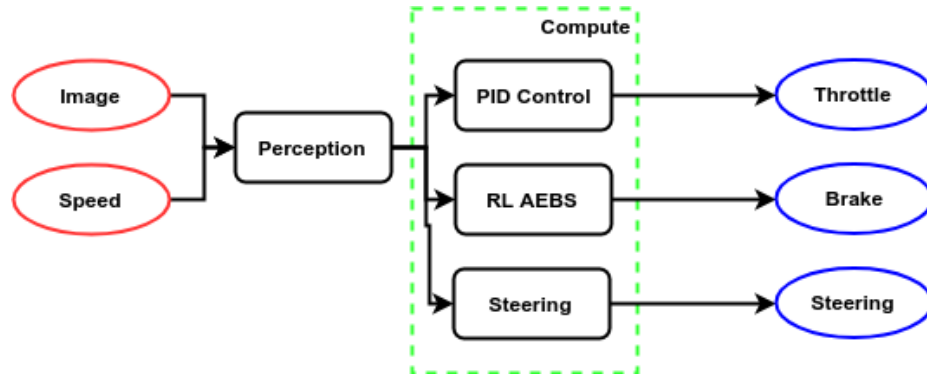 Compute
Image
Speed
Perception
PID Control
RL AEBS
Steering
Throttle
Brake
Steering